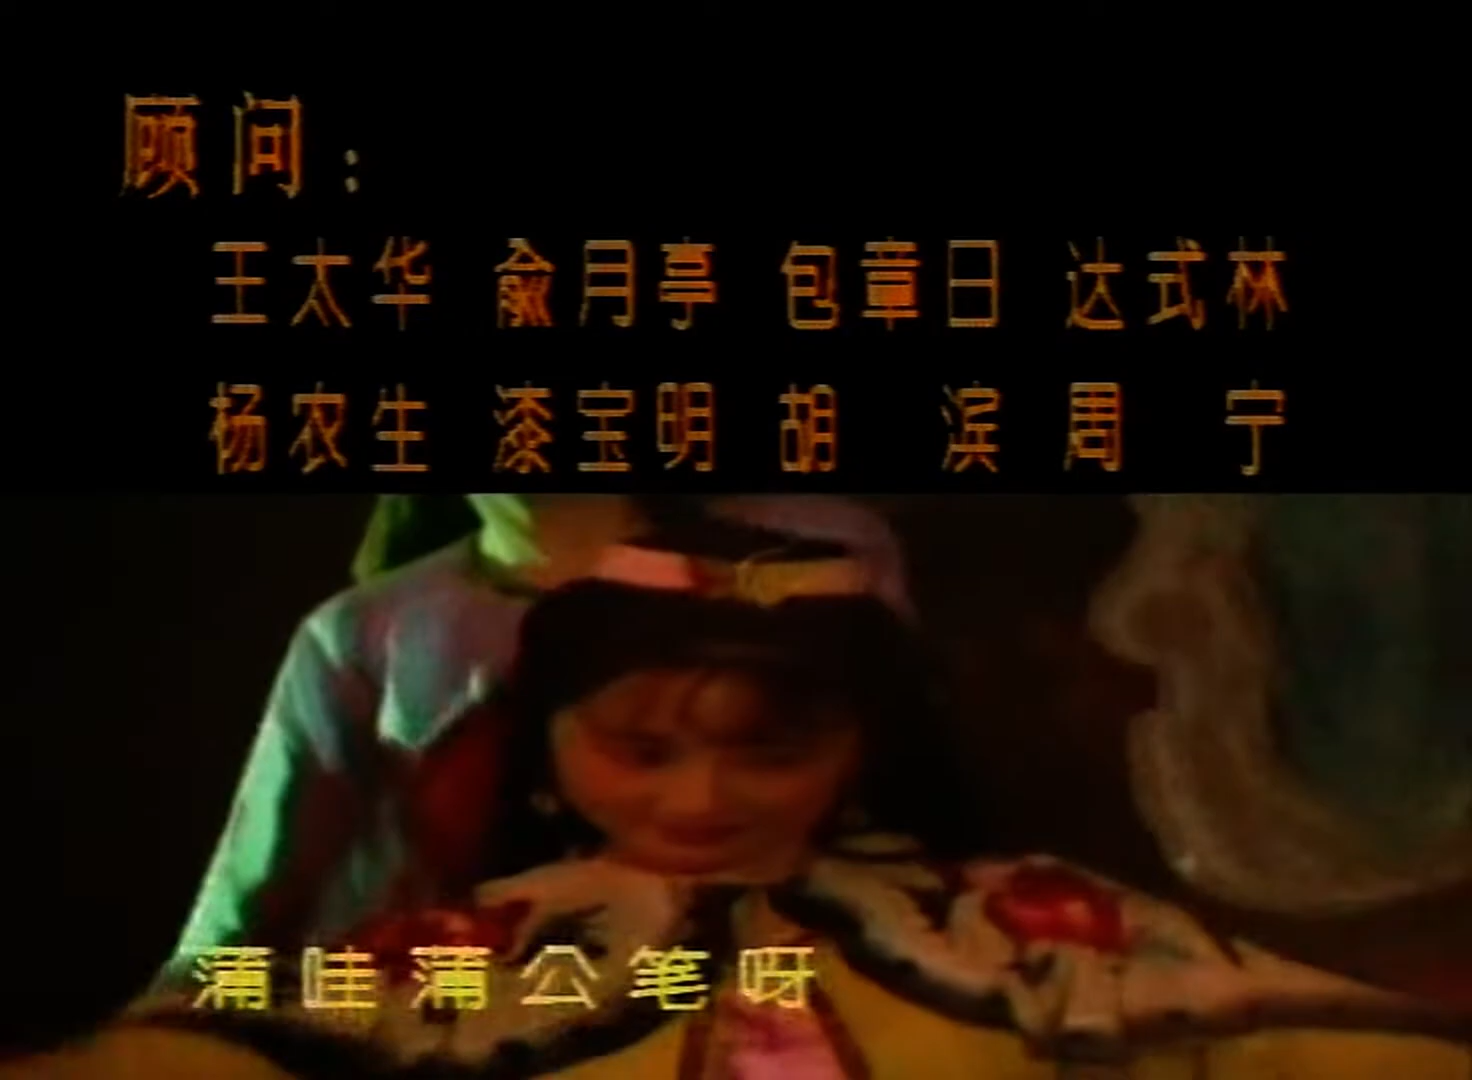 顾问：
王太华 俞月亭 包章日 达式林
杨农生 漆宝明 胡 滨 周 宁
蒲哇蒲公笔呀